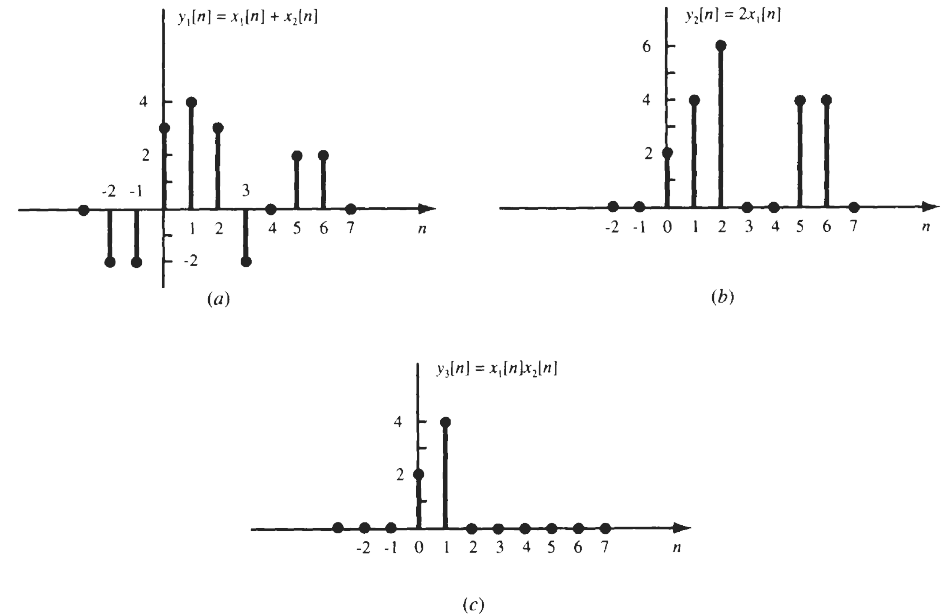 y₁[n] = x₁[n] + x₂[n]
4
2
-2 -1 3
1 2 4 5 6 7 n
-2
(a)
y₂[n] = 2x₁[n]
6
4
2
-2 -1 0 1 2 3 4 5 6 7 n
(b)
y₃[n] = x₁[n]x₂[n]
4
2
-2 -1 0 1 2 3 4 5 6 7 n
(c)